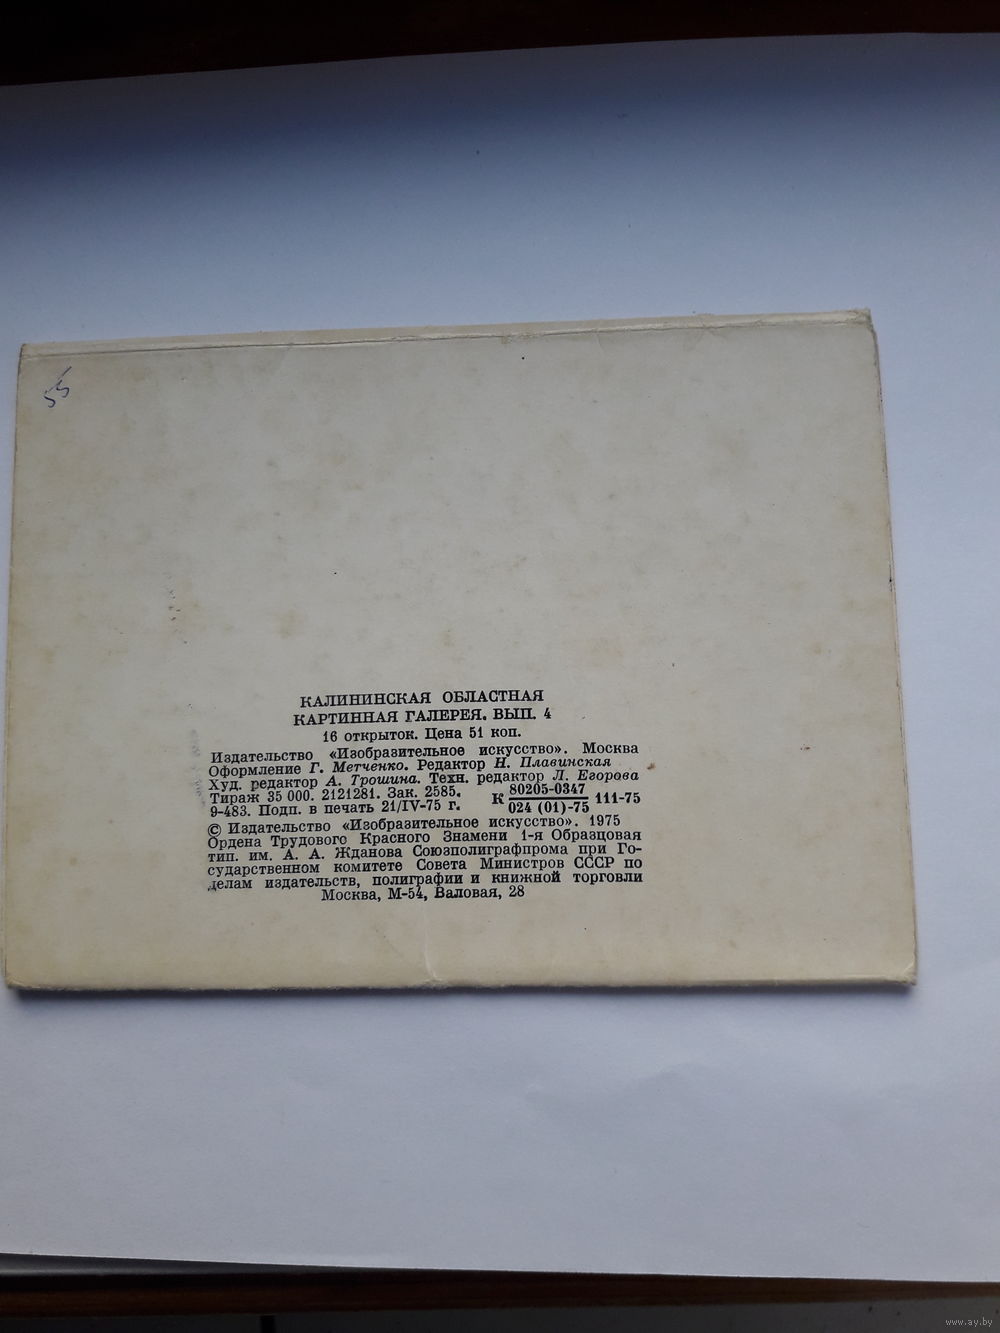 55
КАЛИНИНСКАЯ ОБЛАСТНАЯ
КАРТИННАЯ ГАЛЕРЕЯ. ВЫП. 4
16 открыток. Цена 51 коп.
Издательство «Изобразительное искусство». Москва
Оформление Г. Метченко. Редактор Н. Плавинская
Худ. редактор А. Трошина. Техн. редактор Л. Егорова
Тираж 35 000. 2121281. Зак. 2585.
9-483. Подп. в печать 21/IV-75 г.
К 80205-0347
024 (01)-75 111-75
© Издательство «Изобразительное искусство». 1975
Ордена Трудового Красного Знамени 1-я Образцовая
тип. им. А. А. Жданова Союзполиграфпрома при Го-
сударственном комитете Совета Министров СССР по
делам издательств, полиграфии и книжной торговли
Москва, М-54, Валовая, 28
www.ay.by